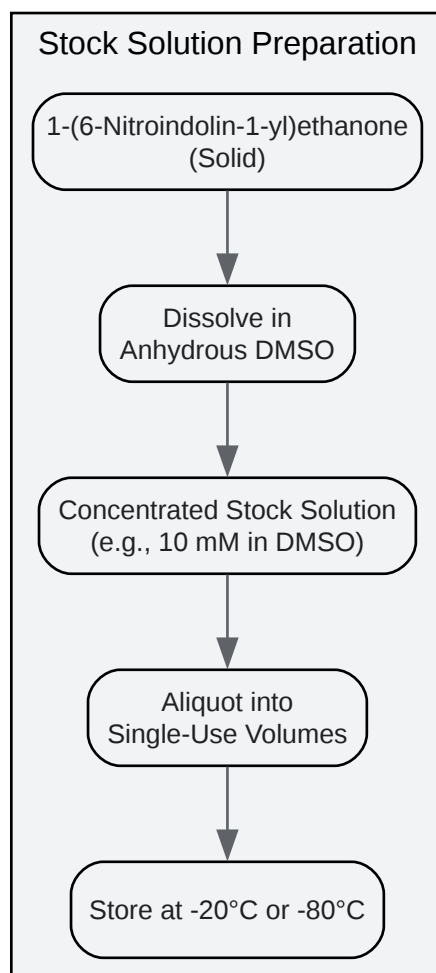 Stock Solution Preparation
1-(6-Nitroindolin-1-yl)ethanone
(Solid)
Dissolve in
Anhydrous DMSO
Concentrated Stock Solution
(e.g., 10 mM in DMSO)
Aliquot into
Single-Use Volumes
Store at -20°C or -80°C